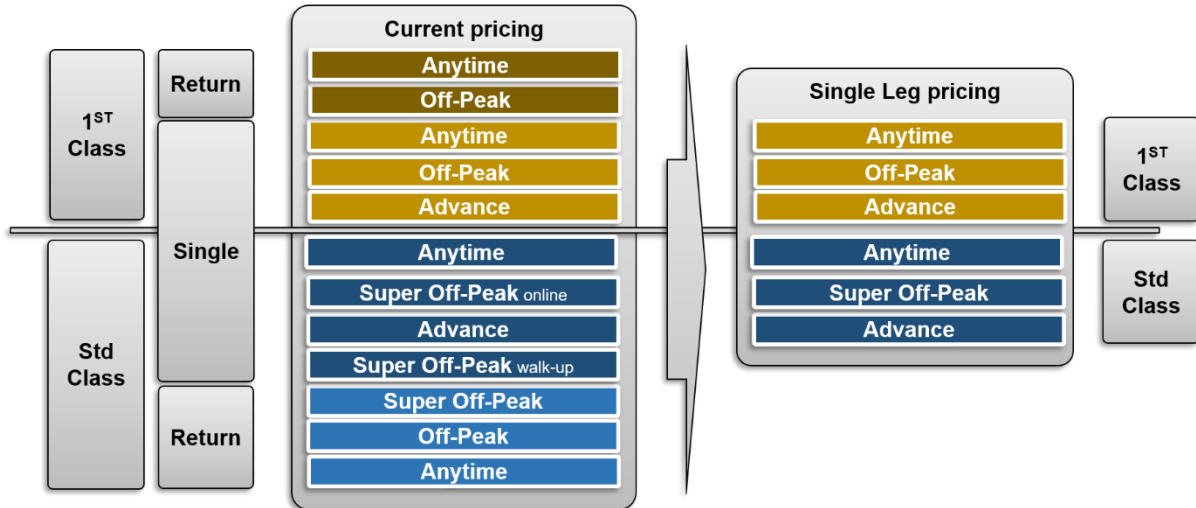 Current pricing
Return
1ST
Class
Single
Std
Class
Return
Anytime
Off-Peak
Anytime
Off-Peak
Advance
Anytime
Super Off-Peak online
Advance
Super Off-Peak walk-up
Super Off-Peak
Off-Peak
Anytime
Single Leg pricing
Anytime
Off-Peak
Advance
Anytime
Super Off-Peak
Advance
1ST
Class
Std
Class